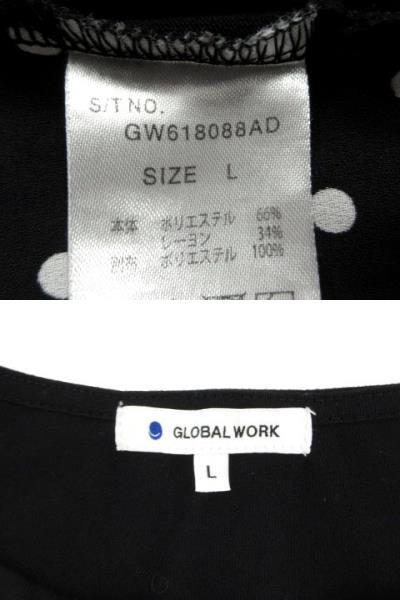 S/T NO.
GW618088AD
SIZE L
本体 ポリエステル 66%
レーヨン 34%
別布 ポリエステル 100%
GLOBAL WORK
L